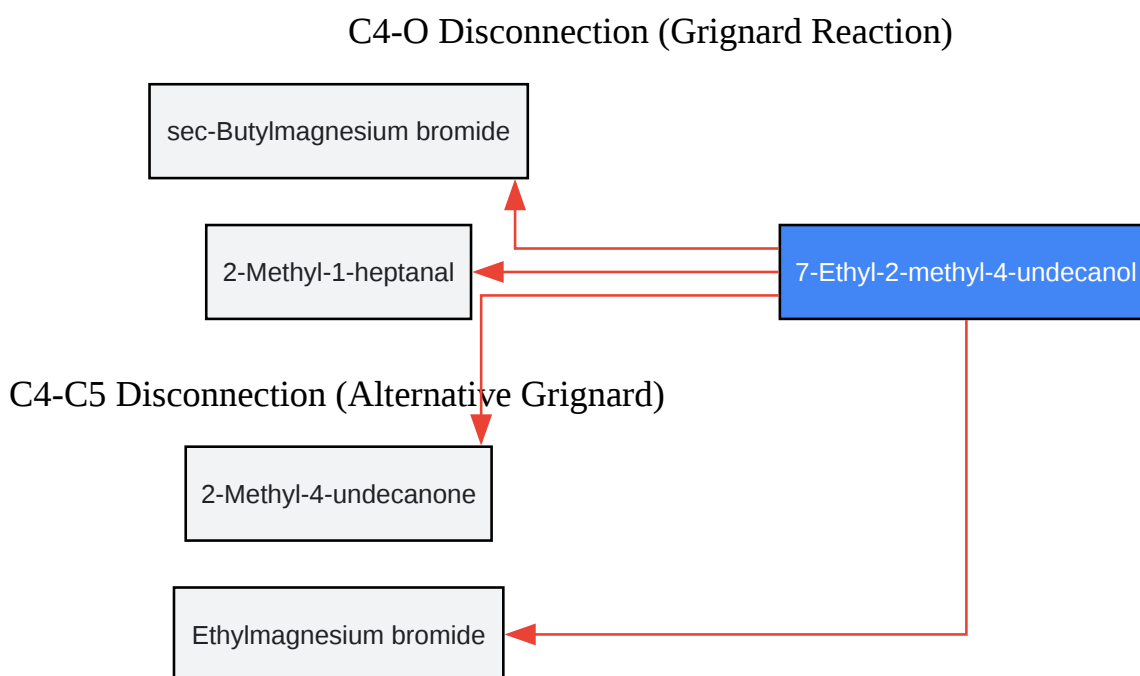 C4-O Disconnection (Grignard Reaction)
sec-Butylmagnesium bromide
2-Methyl-1-heptanal
7-Ethyl-2-methyl-4-undecanol
C4-C5 Disconnection (Alternative Grignard)
2-Methyl-4-undecanone
Ethylmagnesium bromide